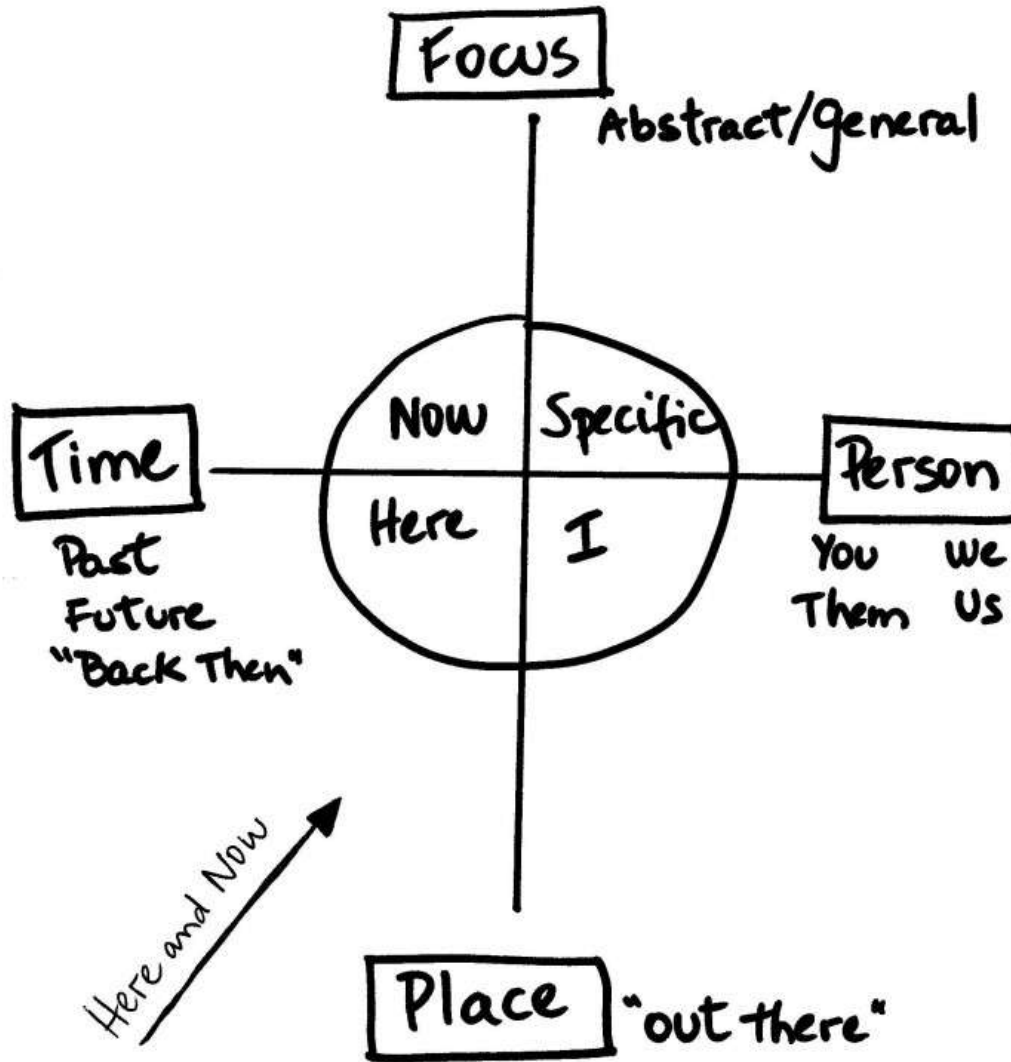 Focus
Abstract/general
Now
Specific
Time
Person
Here
I
Past
Future
"Back Then"
You We
Them Us
Here and Now
Place
"out there"